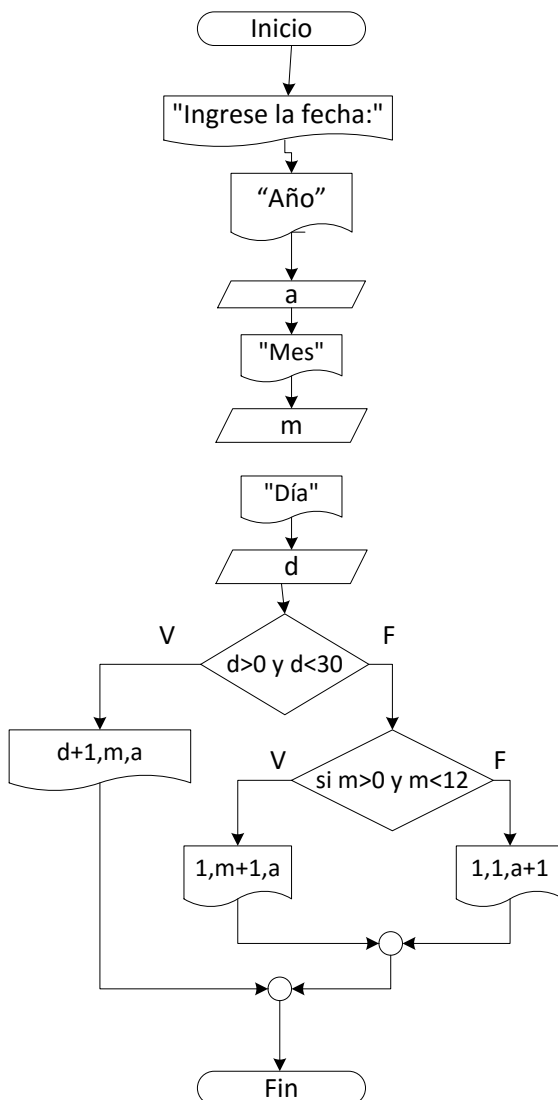 Inicio
"Ingrese la fecha:"
“Año”
a
"Mes"
m
"Día"
d
V
F
d>0 y d<30
d+1,m,a
V
F
si m>0 y m<12
1,m+1,a
1,1,a+1
Fin